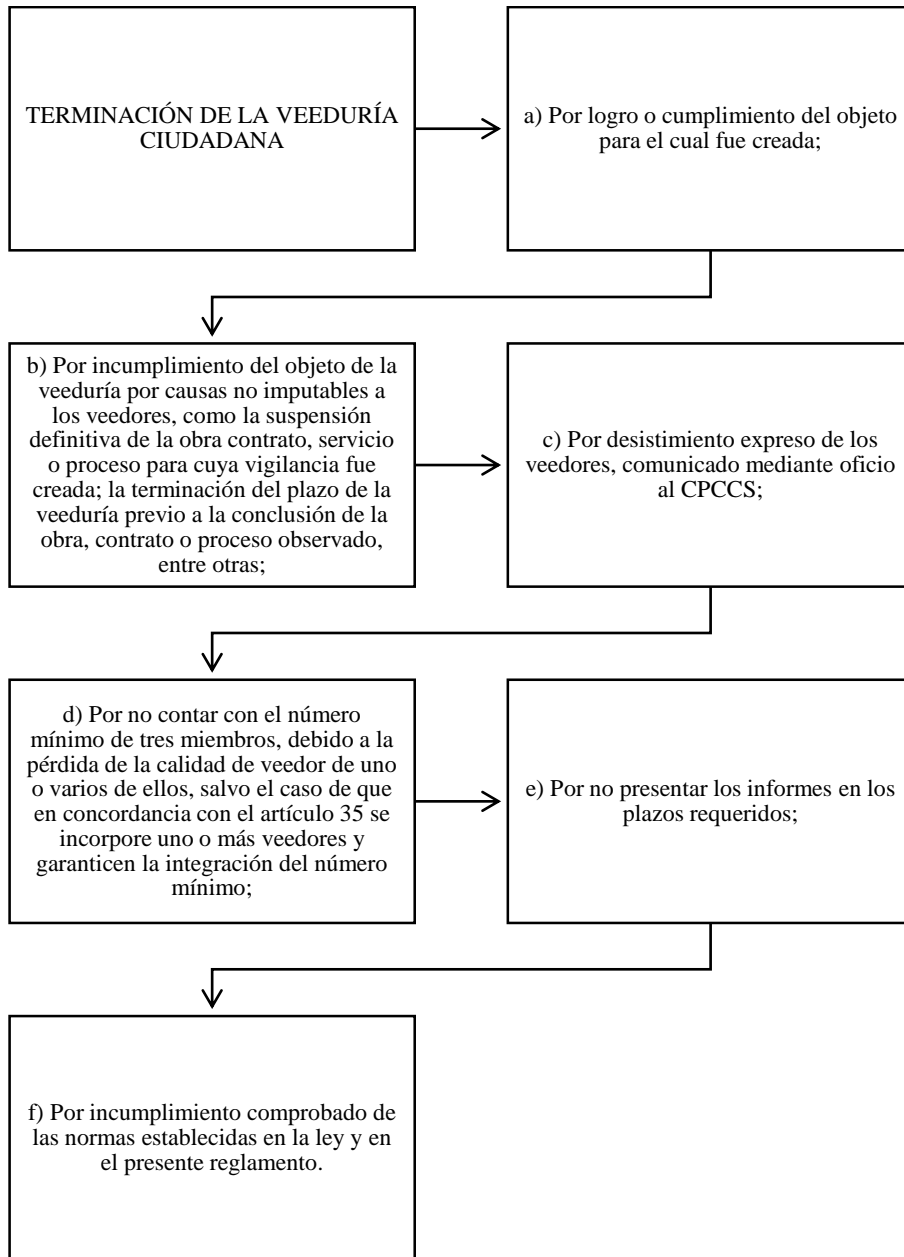 TERMINACIÓN DE LA VEEDURÍA
CIUDADANA
a) Por logro o cumplimiento del objeto
para el cual fue creada;
b) Por incumplimiento del objeto de la
veeduría por causas no imputables a
los veedores, como la suspensión
definitiva de la obra contrato, servicio
o proceso para cuya vigilancia fue
creada; la terminación del plazo de la
veeduría previo a la conclusión de la
obra, contrato o proceso observado,
entre otras;
c) Por desistimiento expreso de los
veedores, comunicado mediante oficio
al CPCCS;
d) Por no contar con el número
mínimo de tres miembros, debido a la
pérdida de la calidad de veedor de uno
o varios de ellos, salvo el caso de que
en concordancia con el artículo 35 se
incorpore uno o más veedores y
garanticen la integración del número
mínimo;
e) Por no presentar los informes en los
plazos requeridos;
f) Por incumplimiento comprobado de
las normas establecidas en la ley y en
el presente reglamento.